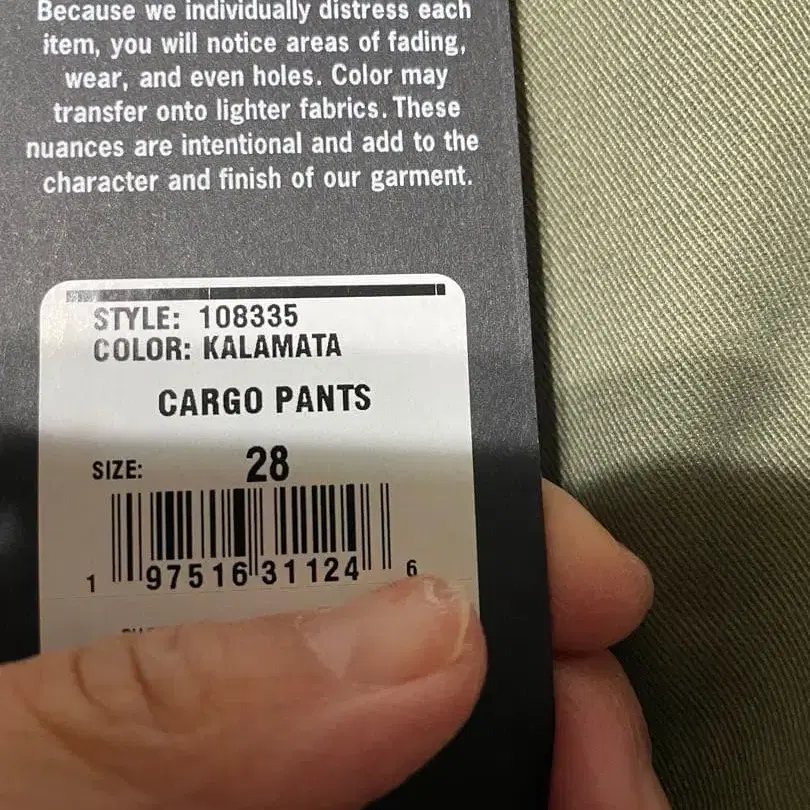 Because we individually distress each
item, you will notice areas of fading,
wear, and even holes. Color may
transfer onto lighter fabrics. These
nuances are intentional and add to the
character and finish of our garment.
STYLE: 108335
COLOR: KALAMATA
CARGO PANTS
SIZE: 28
1 97516 31124 6